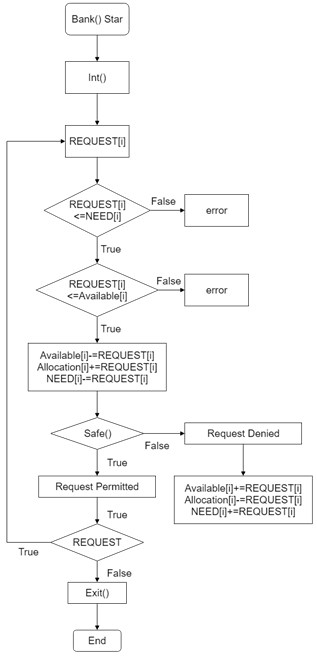 Bank() Star
Int()
REQUEST[i]
REQUEST[i]
<=NEED[i]
False
error
True
REQUEST[i]
<=Available[i]
False
error
True
Available[i]-=REQUEST[i]
Allocation[i]+=REQUEST[i]
NEED[i]-=REQUEST[i]
Safe()
False
Request Denied
True
Request Permitted
Available[i]+=REQUEST[i]
Allocation[i]-=REQUEST[i]
NEED[i]+=REQUEST[i]
True
REQUEST
True
False
Exit()
End